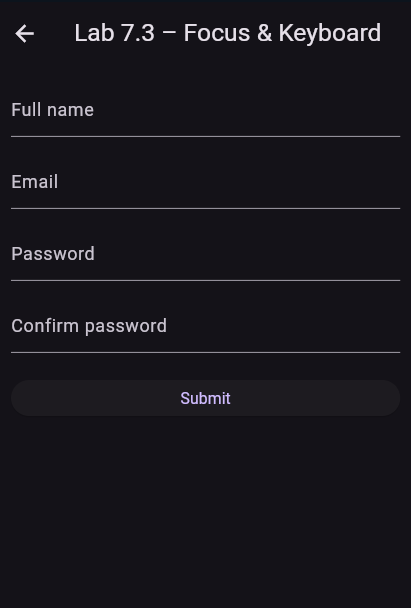 Lab 7.3 – Focus & Keyboard
Full name
Email
Password
Confirm password
Submit